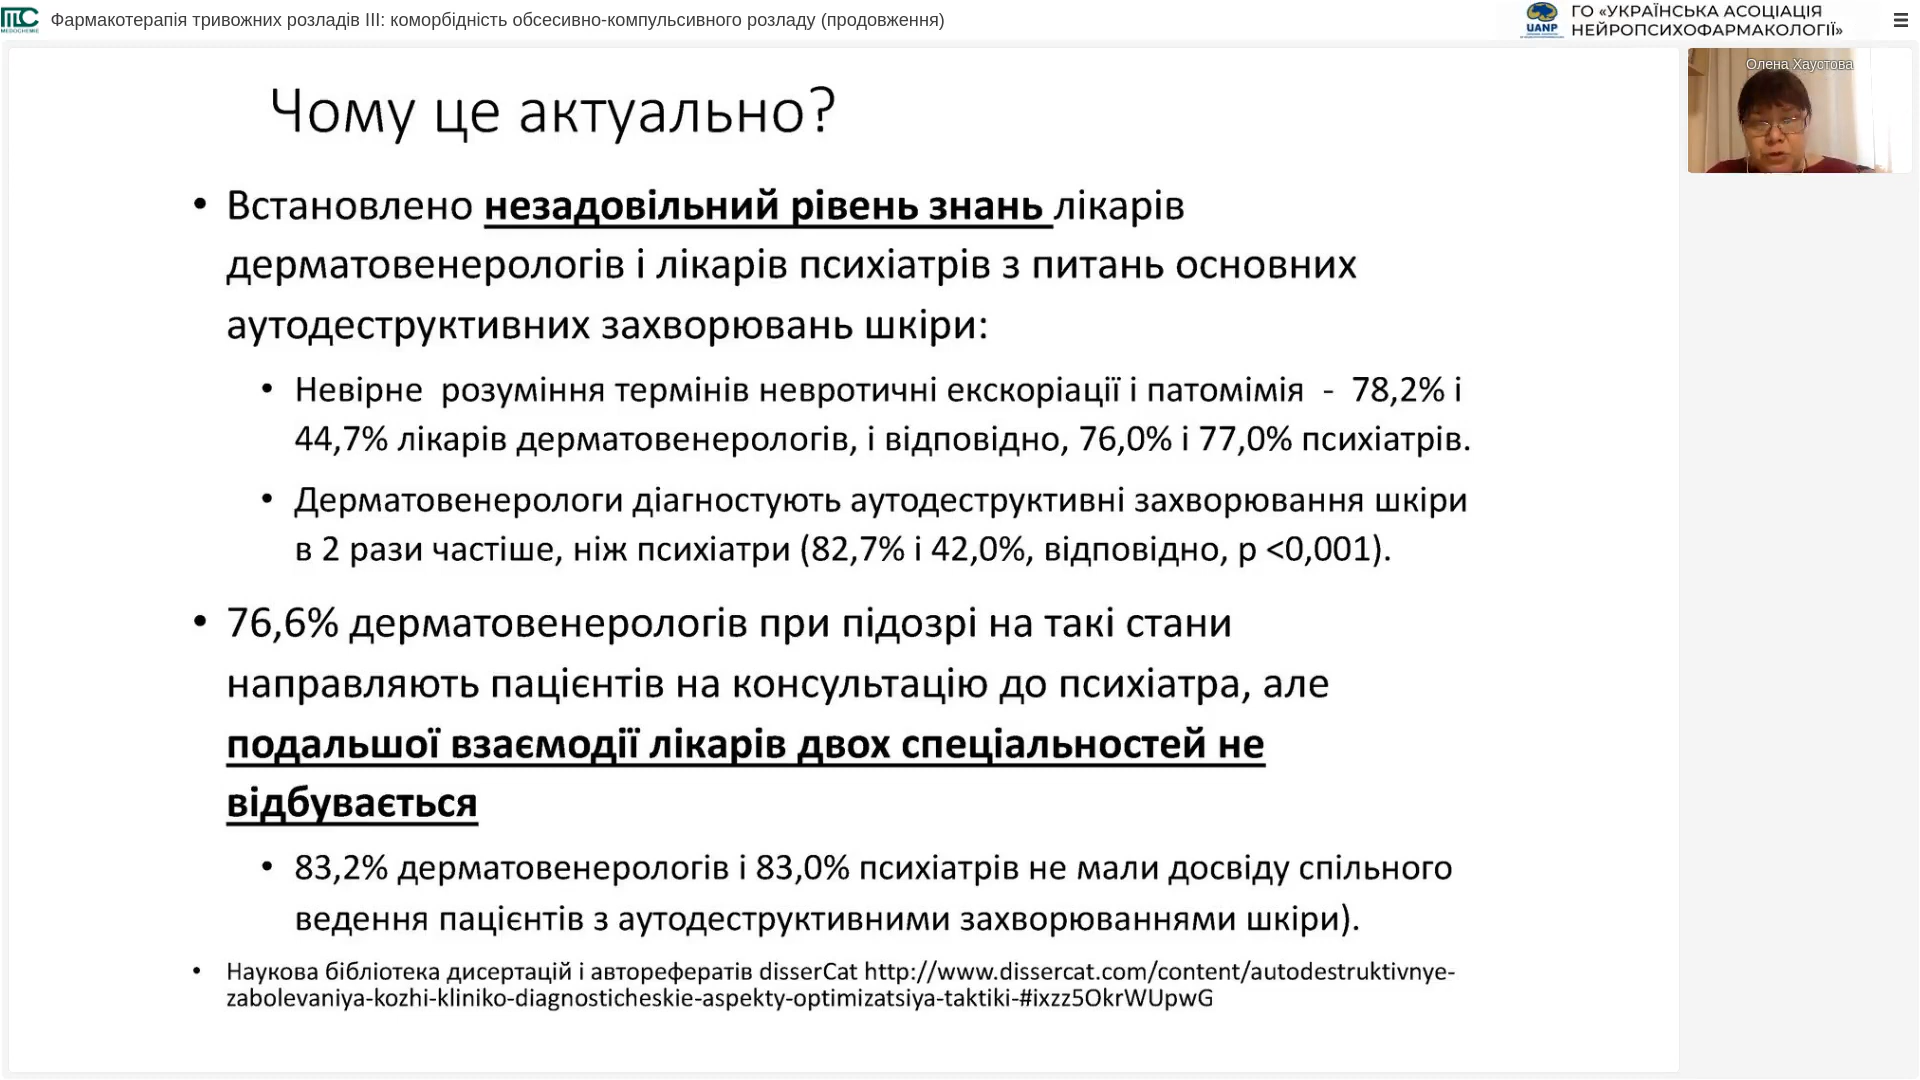 Фармакотерапія тривожних розладів III: коморбідність обсесивно-компульсивного розладу (продовження)
MEDOCHEMIE
UANP
ГО «УКРАЇНСЬКА АСОЦІАЦІЯ
НЕЙРОПСИХОФАРМАКОЛОГІЇ»
Олена Хаустова
Чому це актуально?
• Встановлено незадовільний рівень знань лікарів
дерматовенерологів і лікарів психіатрів з питань основних
аутодеструктивних захворювань шкіри:
• Невірне розуміння термінів невротичні екскоріації і патомімія - 78,2% і
44,7% лікарів дерматовенерологів, і відповідно, 76,0% і 77,0% психіатрів.
• Дерматовенерологи діагностують аутодеструктивні захворювання шкіри
в 2 рази частіше, ніж психіатри (82,7% і 42,0%, відповідно, р <0,001).
• 76,6% дерматовенерологів при підозрі на такі стани
направляють пацієнтів на консультацію до психіатра, але
подальшої взаємодії лікарів двох спеціальностей не
відбувається
• 83,2% дерматовенерологів і 83,0% психіатрів не мали досвіду спільного
ведення пацієнтів з аутодеструктивними захворюваннями шкіри).
• Наукова бібліотека дисертацій і авторефератів disserCat http://www.dissercat.com/content/autodestruktivnye-
zabolevaniya-kozhi-kliniko-diagnosticheskie-aspekty-optimizatsiya-taktiki-#ixzz5OkrWUpwG